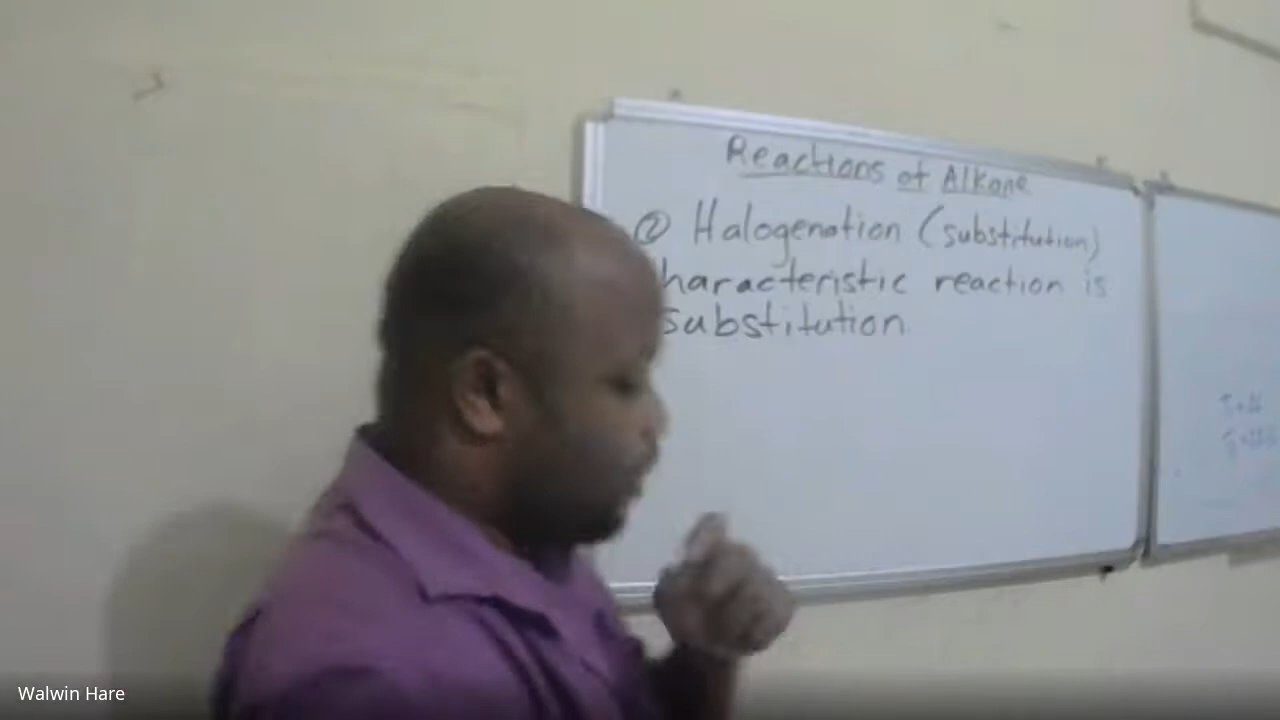 Reactions of Alkane
② Halogenation (substitution)
haracteristic reaction is
substitution
Walwin Hare